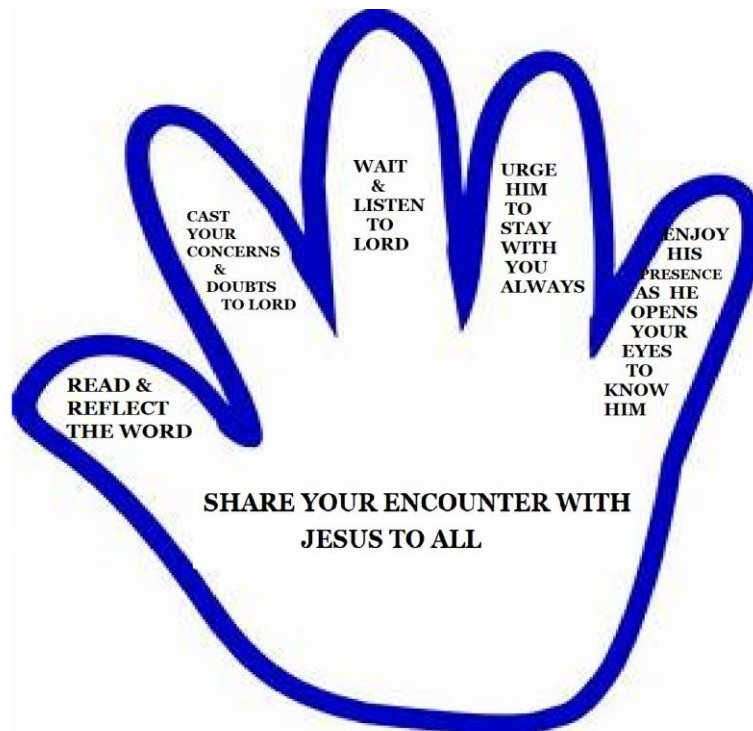 READ &
REFLECT
THE WORD
CAST
YOUR
CONCERNS
&
DOUBTS
TO LORD
WAIT
&
LISTEN
TO
LORD
URGE
HIM
TO
STAY
WITH
YOU
ALWAYS
ENJOY
HIS
PRESENCE
AS HE
OPENS
YOUR
EYES
TO
KNOW
HIM
SHARE YOUR ENCOUNTER WITH
JESUS TO ALL